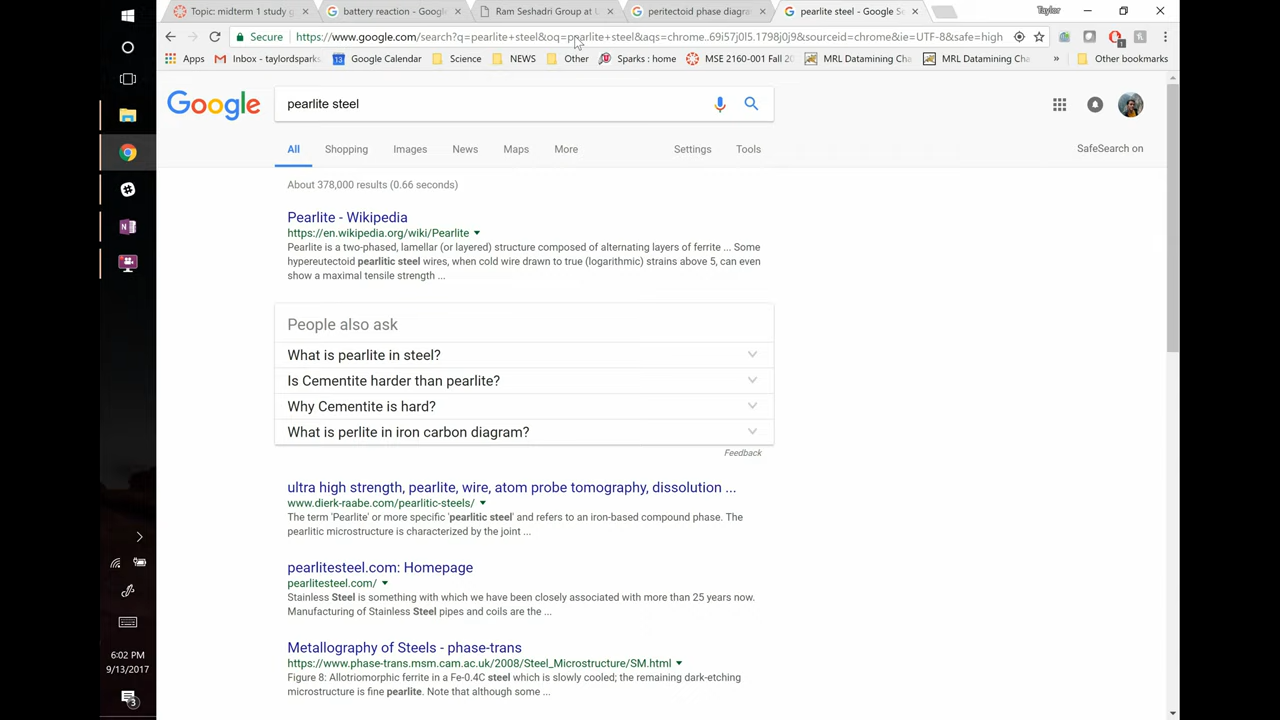 Topic: midterm 1 study g
battery reaction - Google
Ram Seshadri Group at U
peritectoid phase diagra
pearlite steel - Google Se
Taylor
Secure
https://www.google.com/search?q=pearlite+steel&oq=pearlite+steel&aqs=chrome..69i57j0l5.1798j0j9&sourceid=chrome&ie=UTF-8&safe=high
Apps
Inbox - taylordspark
13
Google Calendar
Science
NEWS
Other
Sparks : home
MSE 2160-001 Fall 20
MRL Datamining Cha
MRL Datamining Cha
»
Other bookmarks
Google
pearlite steel
All
Shopping
Images
News
Maps
More
Settings
Tools
SafeSearch on
About 378,000 results (0.66 seconds)
Pearlite - Wikipedia
https://en.wikipedia.org/wiki/Pearlite
Pearlite is a two-phased, lamellar (or layered) structure composed of alternating layers of ferrite ... Some
hypereutectoid pearlitic steel wires, when cold wire drawn to true (logarithmic) strains above 5, can even
show a maximal tensile strength ...
People also ask
What is pearlite in steel?
Is Cementite harder than pearlite?
Why Cementite is hard?
What is perlite in iron carbon diagram?
Feedback
ultra high strength, pearlite, wire, atom probe tomography, dissolution ...
www.dierk-raabe.com/pearlitic-steels/
The term 'Pearlite' or more specific 'pearlitic steel' and refers to an iron-based compound phase. The
pearlitic microstructure is characterized by the joint ...
pearlitesteel.com: Homepage
pearlitesteel.com/
Stainless Steel is something with which we have been closely associated with more than 25 years now.
Manufacturing of Stainless Steel pipes and coils are the ...
Metallography of Steels - phase-trans
https://www.phase-trans.msm.cam.ac.uk/2008/Steel_Microstructure/SM.html
Figure 8: Allotriomorphic ferrite in a Fe-0.4C steel which is slowly cooled; the remaining dark-etching
microstructure is fine pearlite. Note that although some ...
6:02 PM
9/13/2017
3